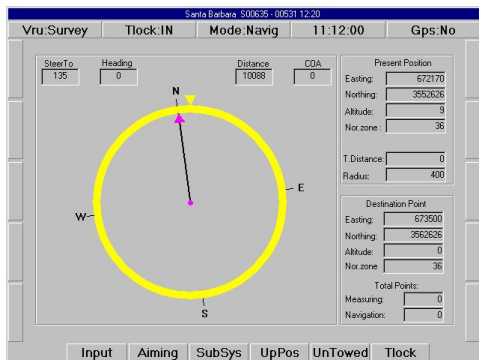 Santa Barbara S00635 - 00531 12:20
Vru:Survey Tlock:IN Mode:Navig 11:12:00 Gps:No
SteerTo Heading Distance COA
135 0 10088 0
N
E
S
W
Present Position
Easting: 672170
Northing: 3552626
Altitude: 9
Nor.zone : 36
T.Distance: 0
Radius: 400
Destination Point
Easting: 673500
Northing: 3562626
Altitude: 0
Nor.zone 36
Total Points:
Measuring: 0
Navigation: 0
Input Aiming SubSys UpPos UnTowed Tlock